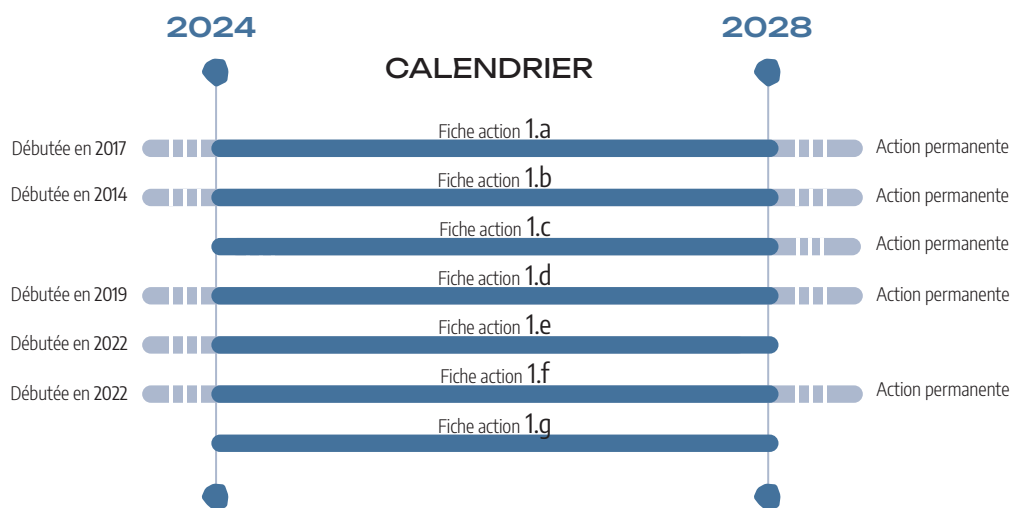 2024 2028
CALENDRIER
Fiche action 1.a
Débutée en 2017 Action permanente
Fiche action 1.b
Débutée en 2014 Action permanente
Fiche action 1.c
Action permanente
Fiche action 1.d
Débutée en 2019 Action permanente
Fiche action 1.e
Débutée en 2022
Fiche action 1.f
Débutée en 2022 Action permanente
Fiche action 1.g